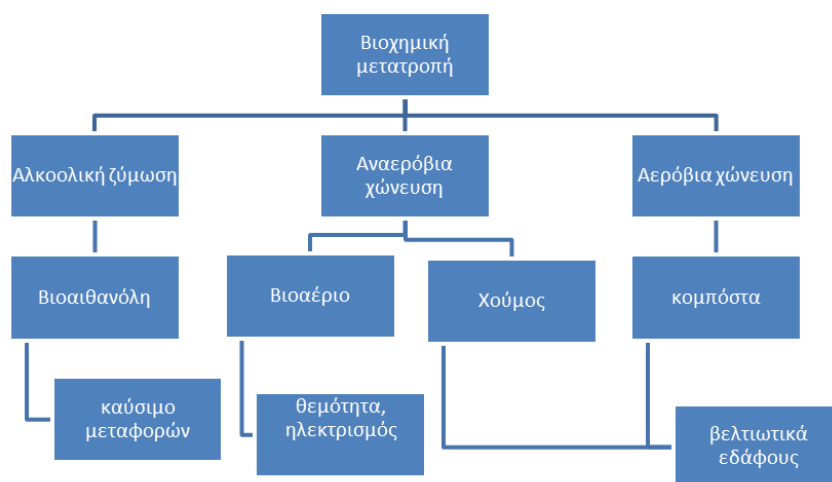 Βιοχημική
μετατροπή
Αλκοολική ζύμωση
Αναερόβια
χώνευση
Αερόβια χώνευση
Βιοαιθανόλη
Βιοαέριο
Χούμος
κομπόστα
καύσιμο
μεταφορών
θεμότητα,
ηλεκτρισμός
βελτιωτικά
εδάφους